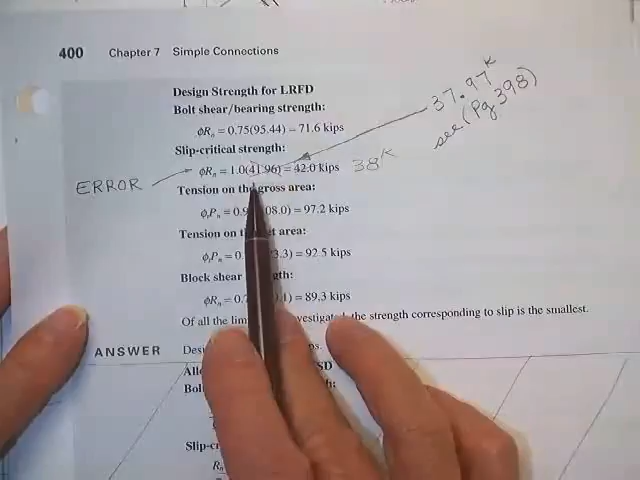 400 Chapter 7 Simple Connections
Design Strength for LRFD
Bolt shear/bearing strength:
ϕRn = 0.75(95.44) = 71.6 kips
37.97ᴷ
see (Pg 398)
Slip-critical strength:
ϕRn = 1.0(41.96) = 42.0 kips 38ᴷ
ERROR
Tension on the gross area:
ϕtPn = 0.9 08.0) = 97.2 kips
Tension on area:
ϕtPn = 0. 3.3) = 92.5 kips
Block shear
ϕRn = 0. .1) = 89.3 kips
Of all the the strength corresponding to slip is the smallest.
ANSWER
SD